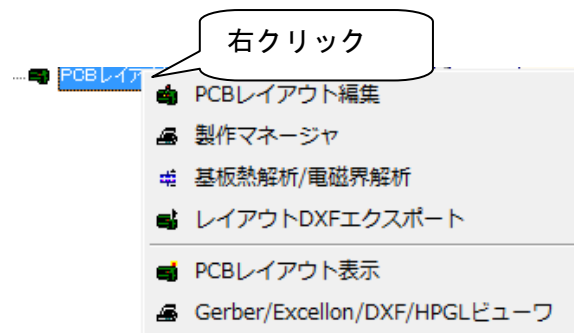 右クリック
PCBレイア
PCBレイアウト編集
製作マネージャ
基板熱解析/電磁界解析
レイアウトDXFエクスポート
PCBレイアウト表示
Gerber/Excellon/DXF/HPGLビューワ